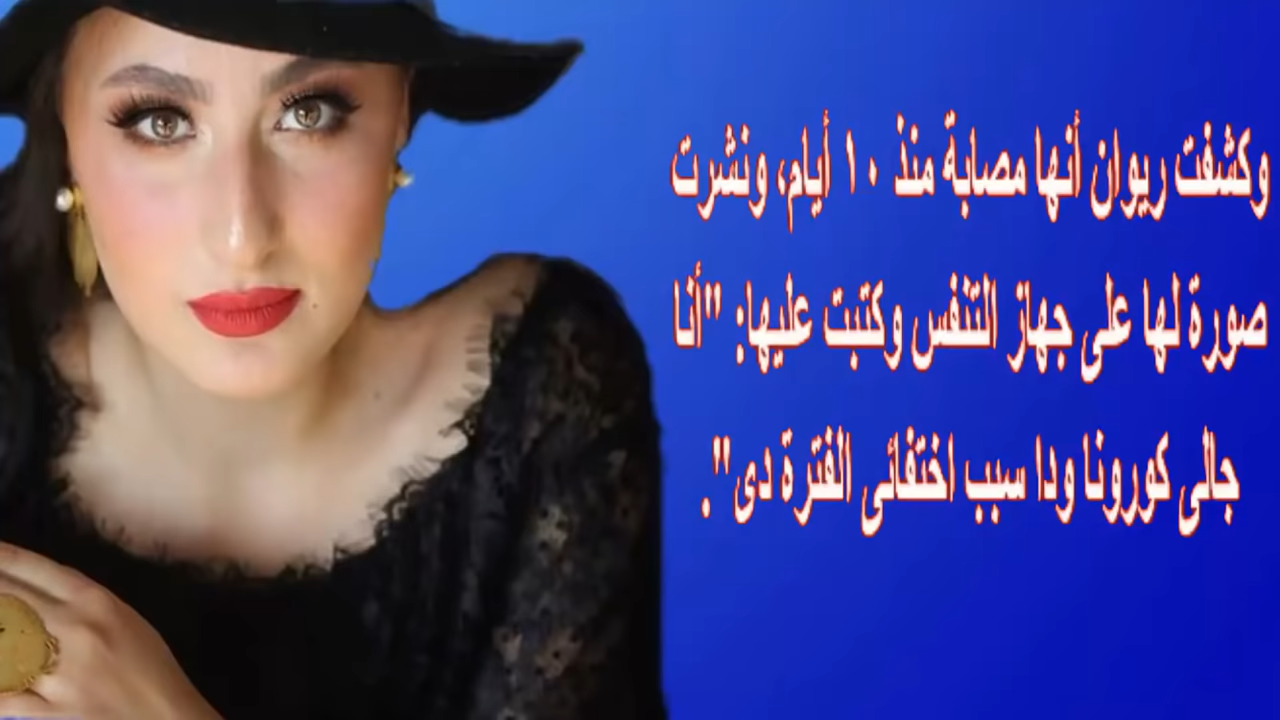 وكشفت ريوان أنها مصابة منذ ١٠ أيام، ونشرت
صورة لها على جهاز التنفس وكتبت عليها: "أنا
جالى كورونا ودا سبب اختفائى الفترة دى".